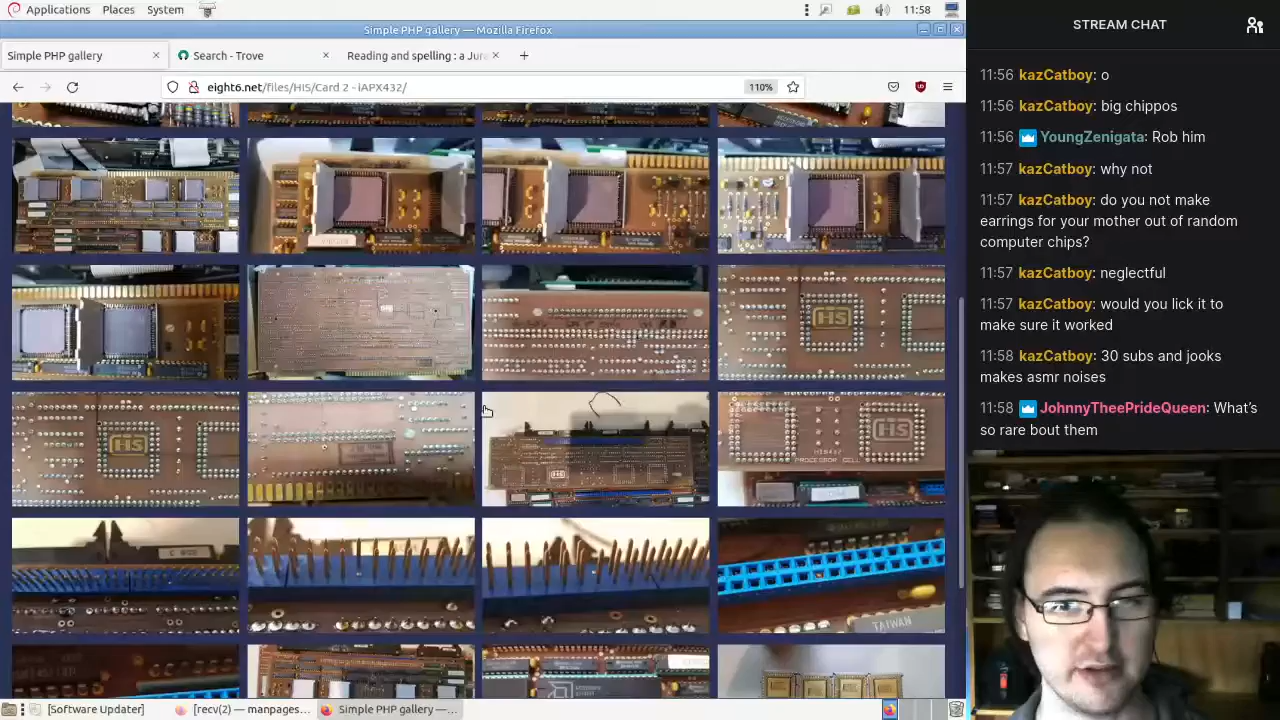 Applications Places System 11:58
Simple PHP gallery — Mozilla Firefox
Simple PHP gallery
Search - Trove
Reading and spelling : a Jun
eight6.net/files/HIS/Card 2 - iAPX432/
110%
HIS
HIS
HIS
HIS432
PROCESSOR CELL
TAIWAN
[Software Updater]
[recv(2) — manpages...
Simple PHP gallery —...
STREAM CHAT
11:56 kazCatboy: o
11:56 kazCatboy: big chippos
11:56 YoungZenigata: Rob him
11:57 kazCatboy: why not
11:57 kazCatboy: do you not make
earrings for your mother out of random
computer chips?
11:57 kazCatboy: neglectful
11:57 kazCatboy: would you lick it to
make sure it worked
11:58 kazCatboy: 30 subs and jooks
makes asmr noises
11:58 JohnnyTheePrideQueen: What's
so rare bout them